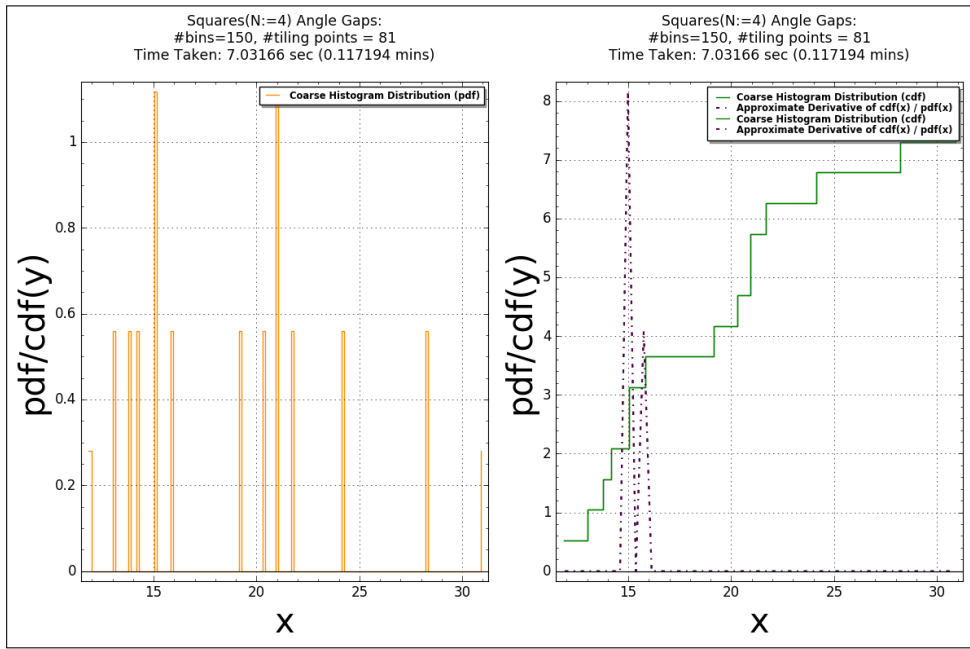 Squares(N:=4) Angle Gaps:
#bins=150, #tiling points = 81
Time Taken: 7.03166 sec (0.117194 mins)
Coarse Histogram Distribution (pdf)
pdf/cdf(y)
1
0.8
0.6
0.4
0.2
0
15
20
25
30
x
Squares(N:=4) Angle Gaps:
#bins=150, #tiling points = 81
Time Taken: 7.03166 sec (0.117194 mins)
Coarse Histogram Distribution (cdf)
Approximate Derivative of cdf(x) / pdf(x)
Coarse Histogram Distribution (cdf)
Approximate Derivative of cdf(x) / pdf(x)
pdf/cdf(y)
8
7
6
5
4
3
2
1
0
15
20
25
30
x